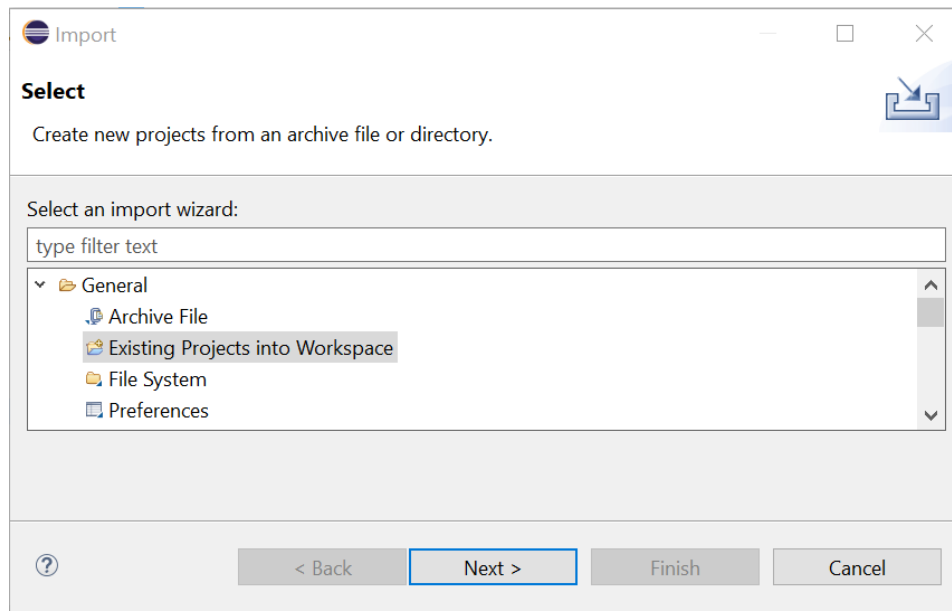 Import
Select
Create new projects from an archive file or directory.
Select an import wizard:
type filter text
General
Archive File
Existing Projects into Workspace
File System
Preferences
?
< Back
Next >
Finish
Cancel